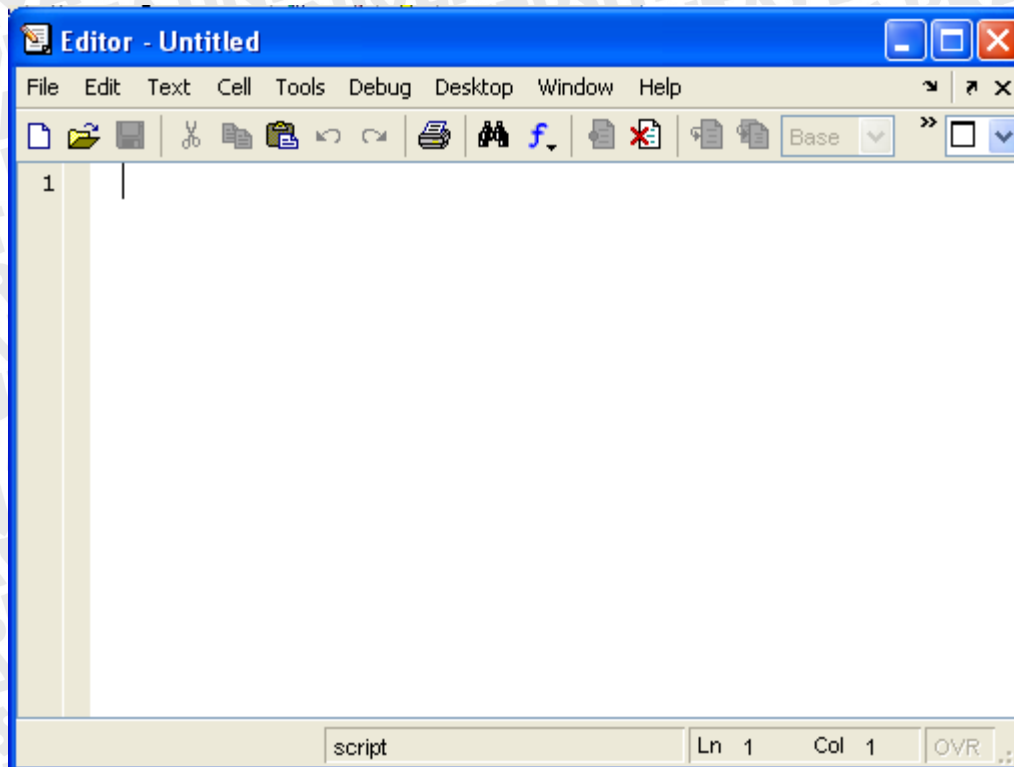 Editor - Untitled
File Edit Text Cell Tools Debug Desktop Window Help
f Base »
1
script Ln 1 Col 1 OVR